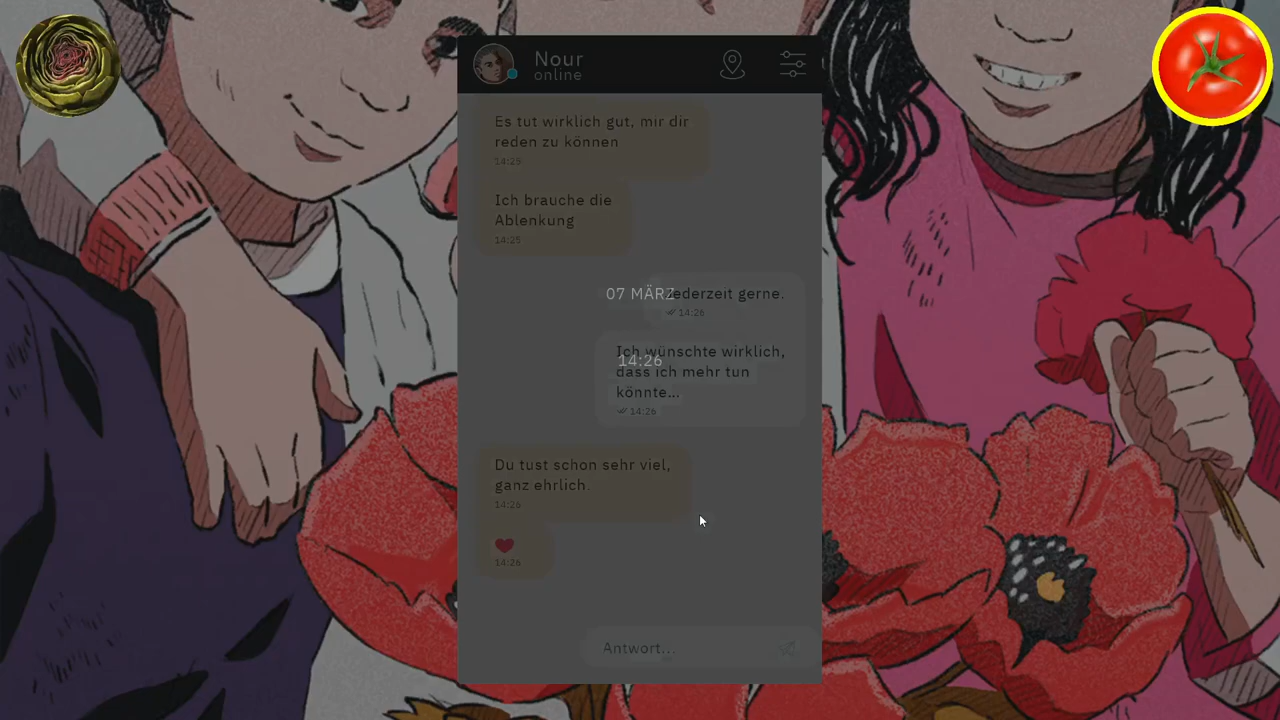 Nour
online
Es tut wirklich gut, mir dir
reden zu können
14:25
Ich brauche die
Ablenkung
14:25
07 MÄRZ
Jederzeit gerne.
14:26
Ich wünschte wirklich,
14:26
dass ich mehr tun
könnte...
14:26
Du tust schon sehr viel,
ganz ehrlich.
14:26
14:26
Antwort...